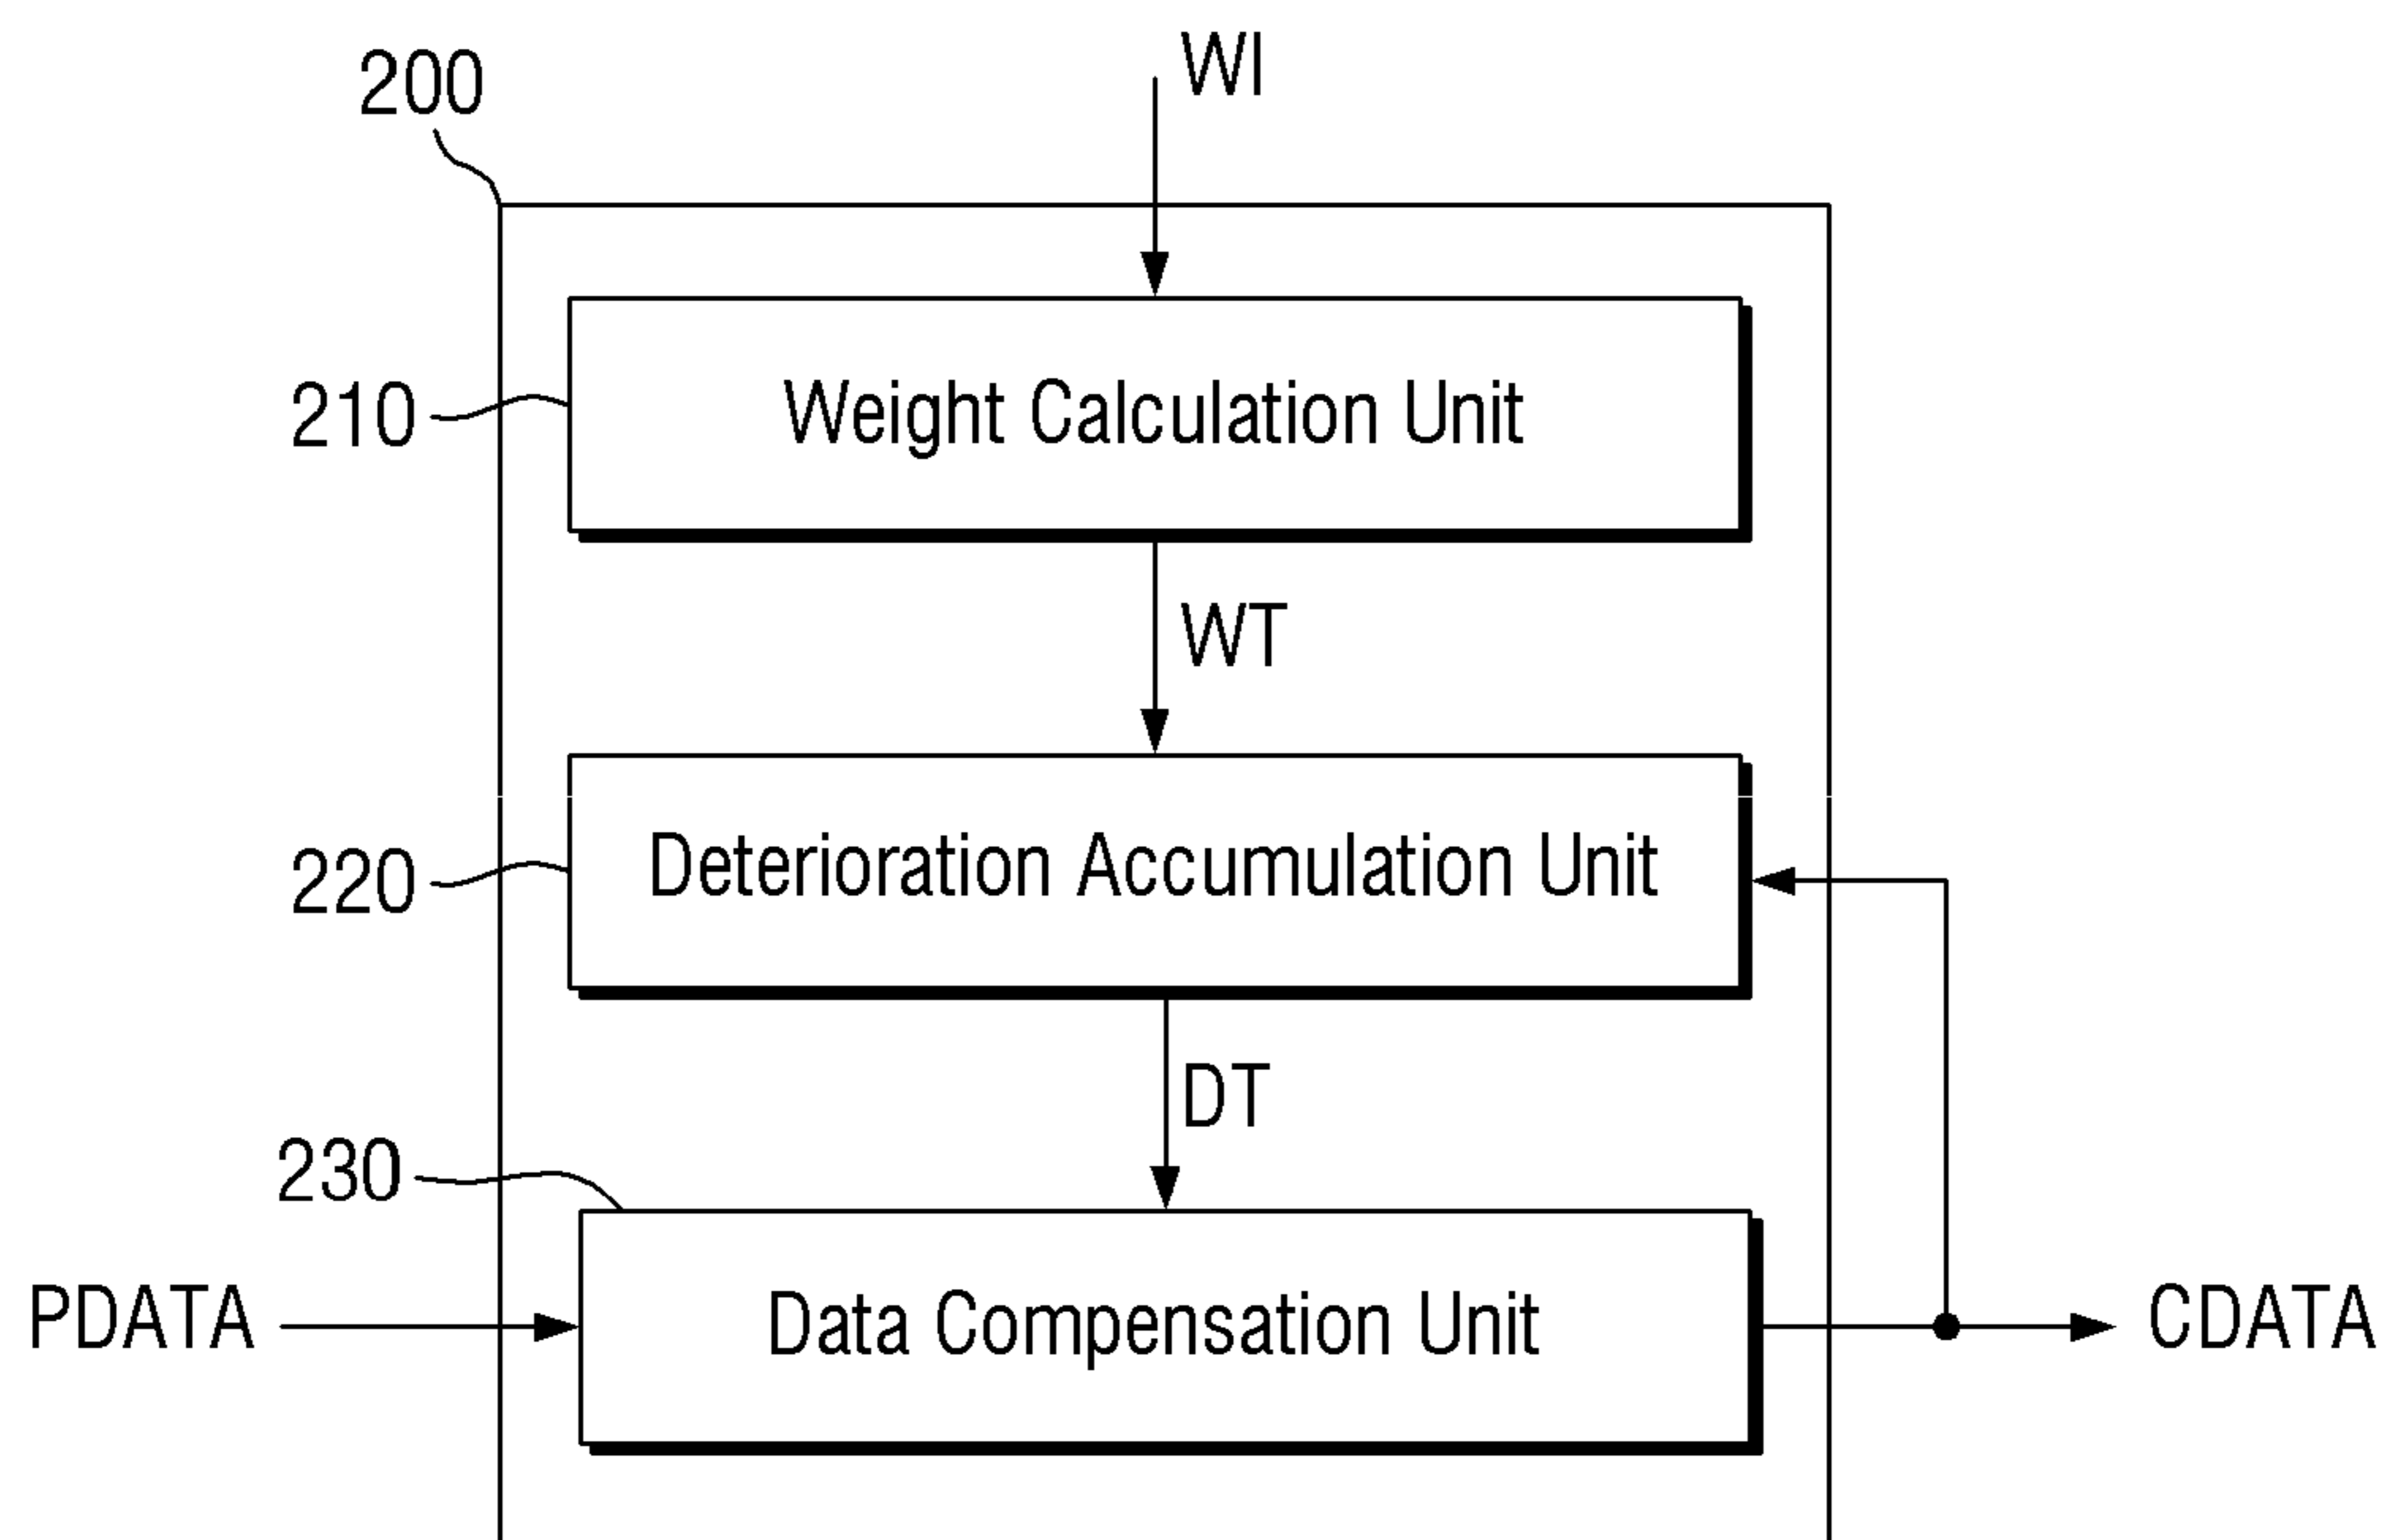 200
WI
210
Weight Calculation Unit
WT
220
Deterioration Accumulation Unit
DT
230
PDATA
Data Compensation Unit
CDATA